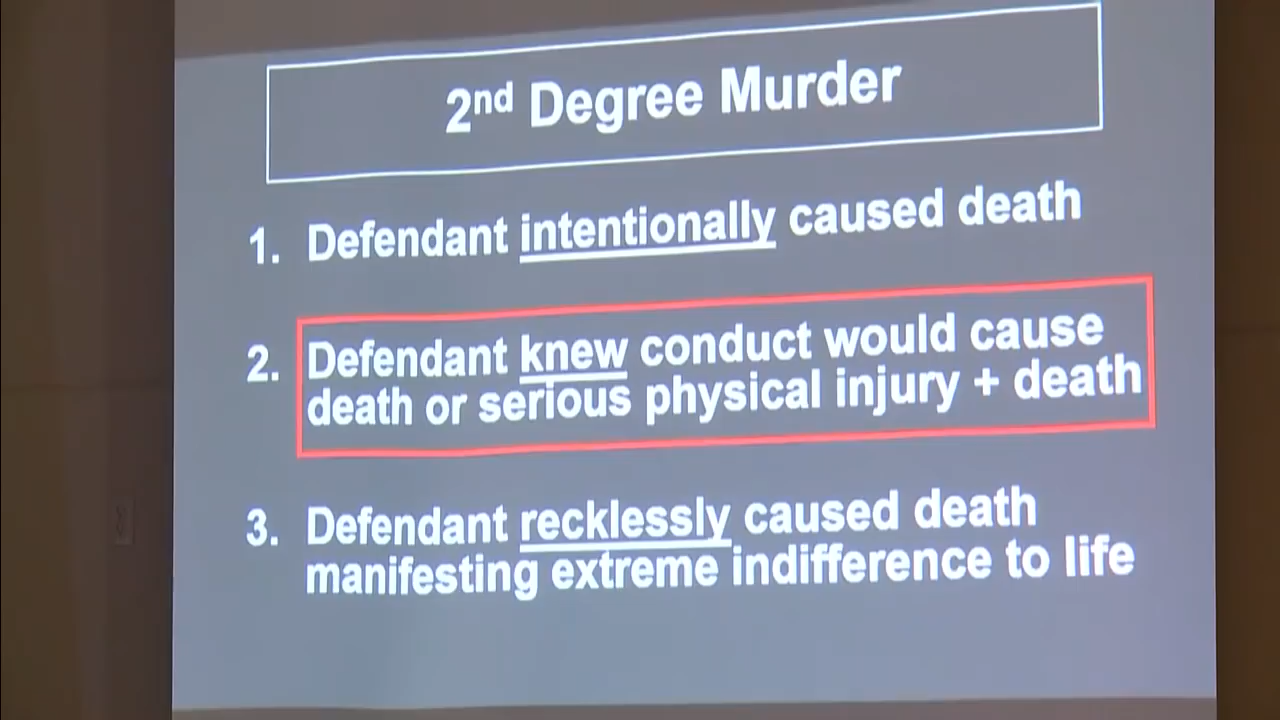 2nd Degree Murder
1. Defendant intentionally caused death
2. Defendant knew conduct would cause
death or serious physical injury + death
3. Defendant recklessly caused death
manifesting extreme indifference to life